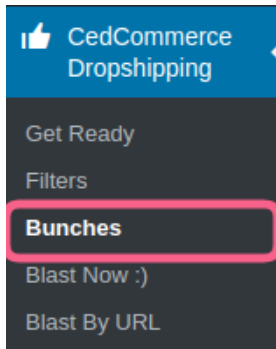 CedCommerce
Dropshipping
Get Ready
Filters
Bunches
Blast Now :)
Blast By URL